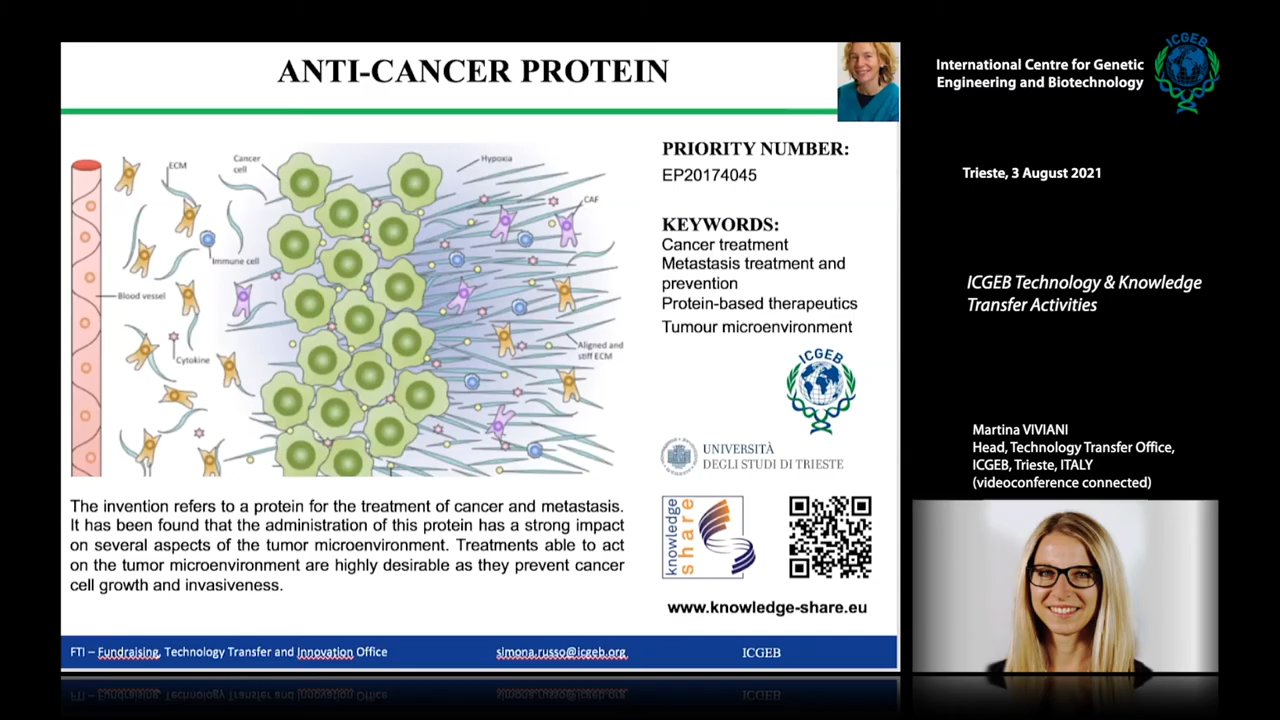 ANTI-CANCER PROTEIN
ECM
Cancer
cell
Hypoxia
CAF
Immune cell
Blood vessel
Cytokine
Aligned and
stiff ECM
PRIORITY NUMBER:
EP20174045
KEYWORDS:
Cancer treatment
Metastasis treatment and
prevention
Protein-based therapeutics
Tumour microenvironment
ICGEB
UNIVERSITÀ
DEGLI STUDI DI TRIESTE
knowledge
share
www.knowledge-share.eu
The invention refers to a protein for the treatment of cancer and metastasis.
It has been found that the administration of this protein has a strong impact
on several aspects of the tumor microenvironment. Treatments able to act
on the tumor microenvironment are highly desirable as they prevent cancer
cell growth and invasiveness.
FTI – Fundraising, Technology Transfer and Innovation Office
simona.russo@icgeb.org
ICGEB
International Centre for Genetic
Engineering and Biotechnology
ICGEB
Trieste, 3 August 2021
ICGEB Technology & Knowledge
Transfer Activities
Martina VIVIANI
Head, Technology Transfer Office,
ICGEB, Trieste, ITALY
(videoconference connected)